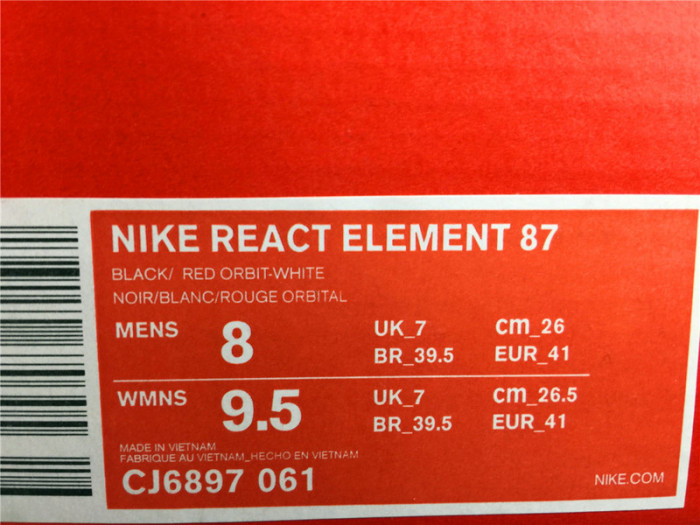 NIKE REACT ELEMENT 87
BLACK/ RED ORBIT-WHITE
NOIR/BLANC/ROUGE ORBITAL
MENS 8 UK_7 cm_26
BR_39.5 EUR_41
WMNS 9.5 UK_7 cm_26.5
BR_39.5 EUR_41
MADE IN VIETNAM
FABRIQUE AU VIETNAM_HECHO EN VIETNAM
CJ6897 061
NIKE.COM